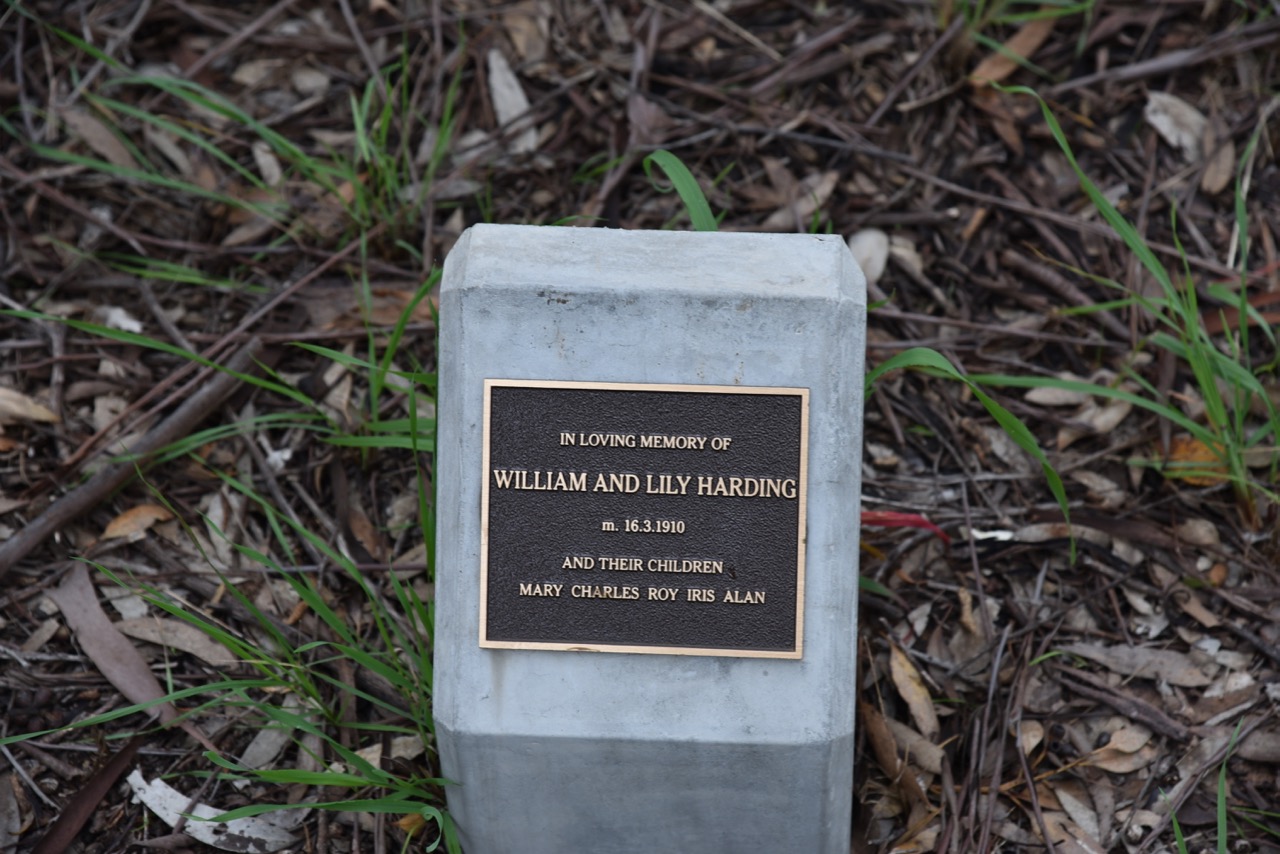 IN LOVING MEMORY OF
WILLIAM AND LILY HARDING
m. 16.3.1910
AND THEIR CHILDREN
MARY CHARLES ROY IRIS ALAN